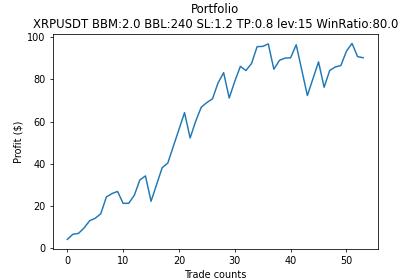 Portfolio
XRPUSDT BBM:2.0 BBL:240 SL:1.2 TP:0.8 lev:15 WinRatio:80.0
100
80
60
40
20
0
Profit ($)
0 10 20 30 40 50
Trade counts